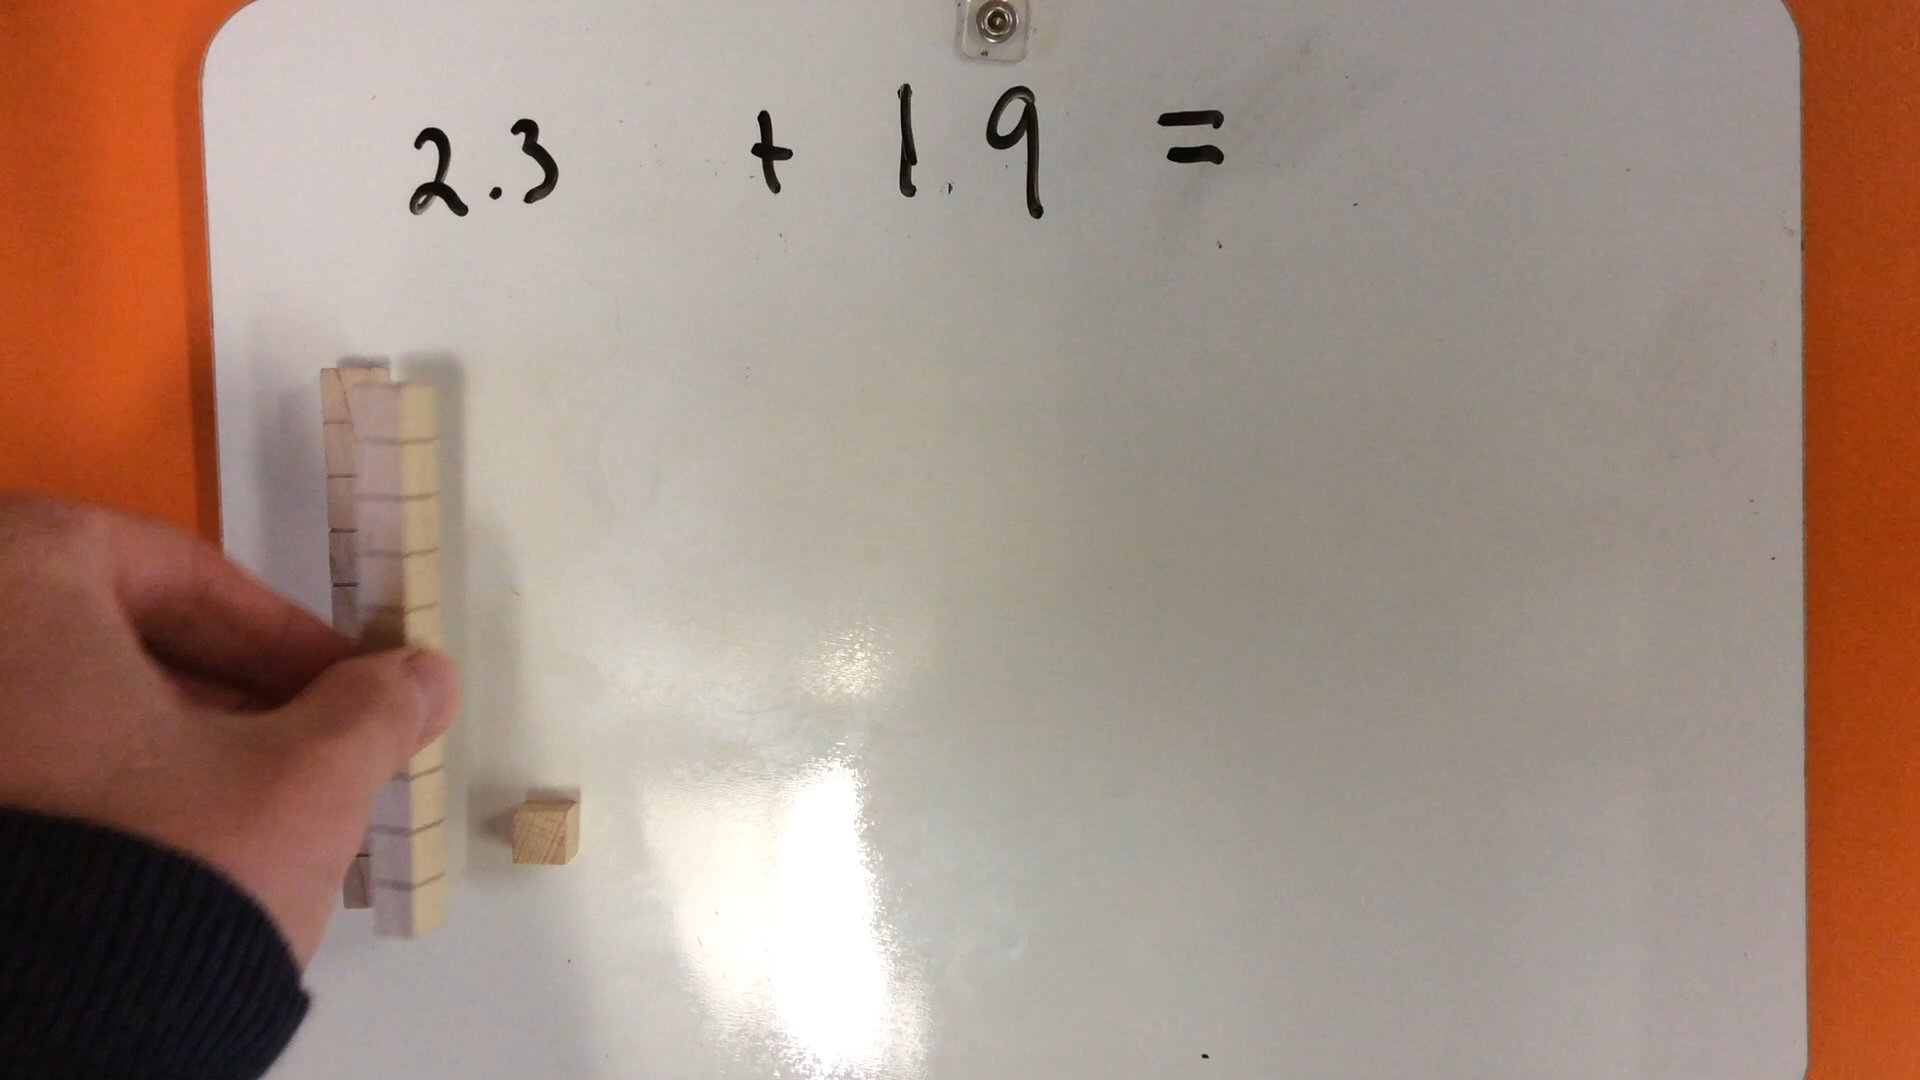 2.3 + 1.9 =